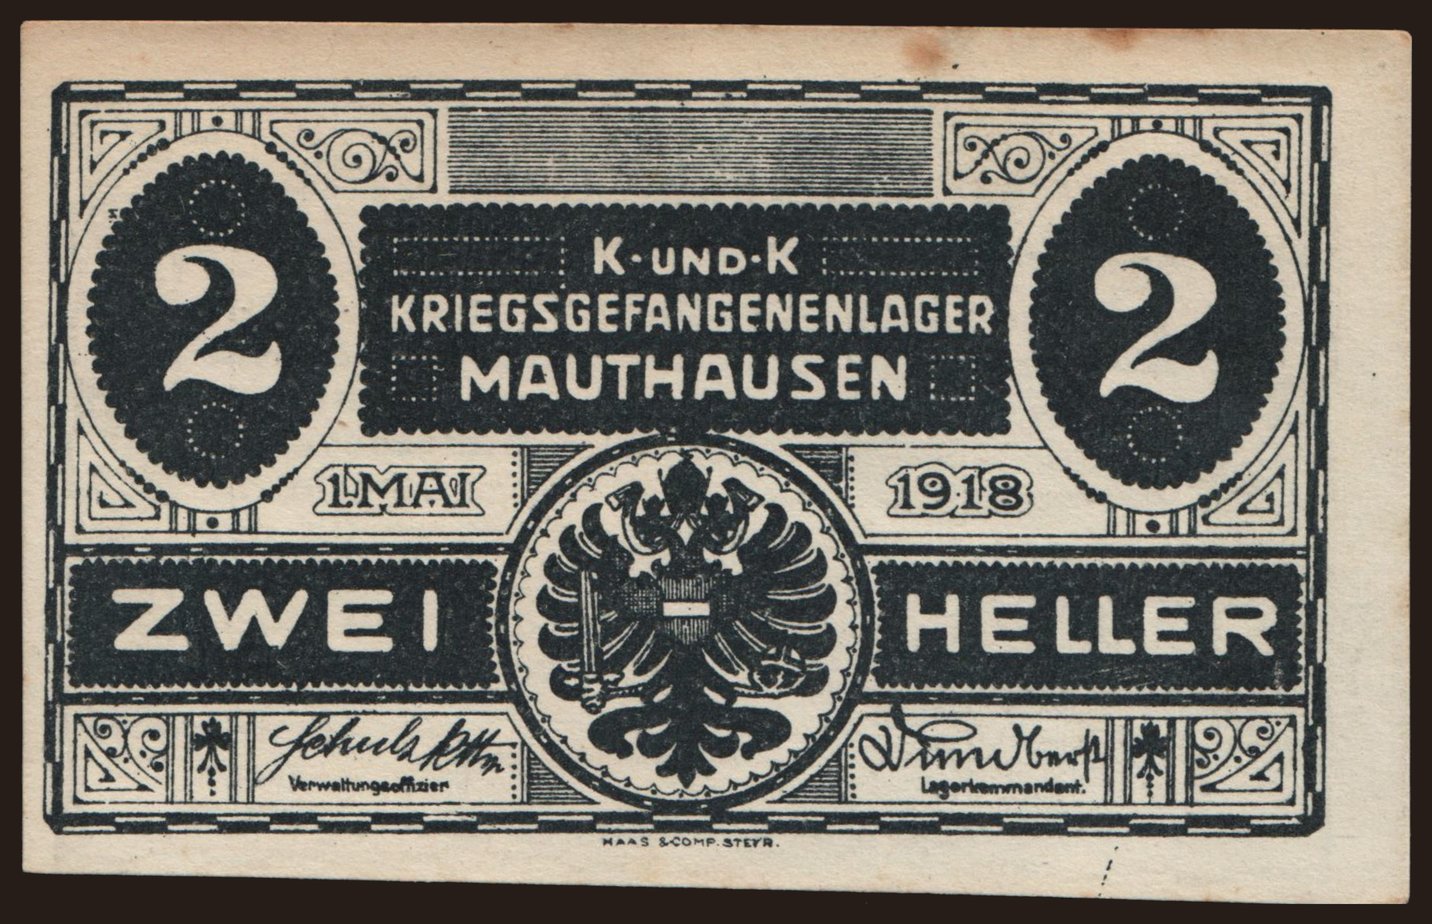 2 2
K·UND·K
KRIEGSGEFANGENENLAGER
MAUTHAUSEN
1.MAI 1918
ZWEI HELLER
Verwaltungsoffizier Lagerkommandant.
HAAS & COMP. STEYR.